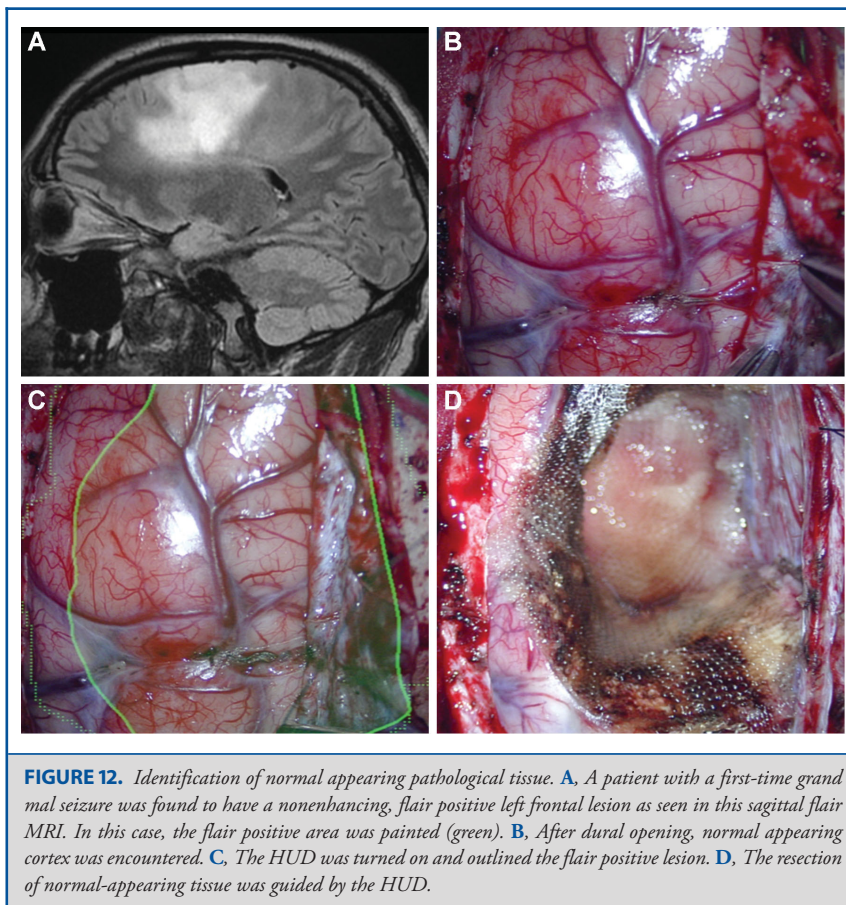 A
B
C
D
FIGURE 12. Identification of normal appearing pathological tissue. A, A patient with a first-time grand
mal seizure was found to have a nonenhancing, flair positive left frontal lesion as seen in this sagittal flair
MRI. In this case, the flair positive area was painted (green). B, After dural opening, normal appearing
cortex was encountered. C, The HUD was turned on and outlined the flair positive lesion. D, The resection
of normal-appearing tissue was guided by the HUD.